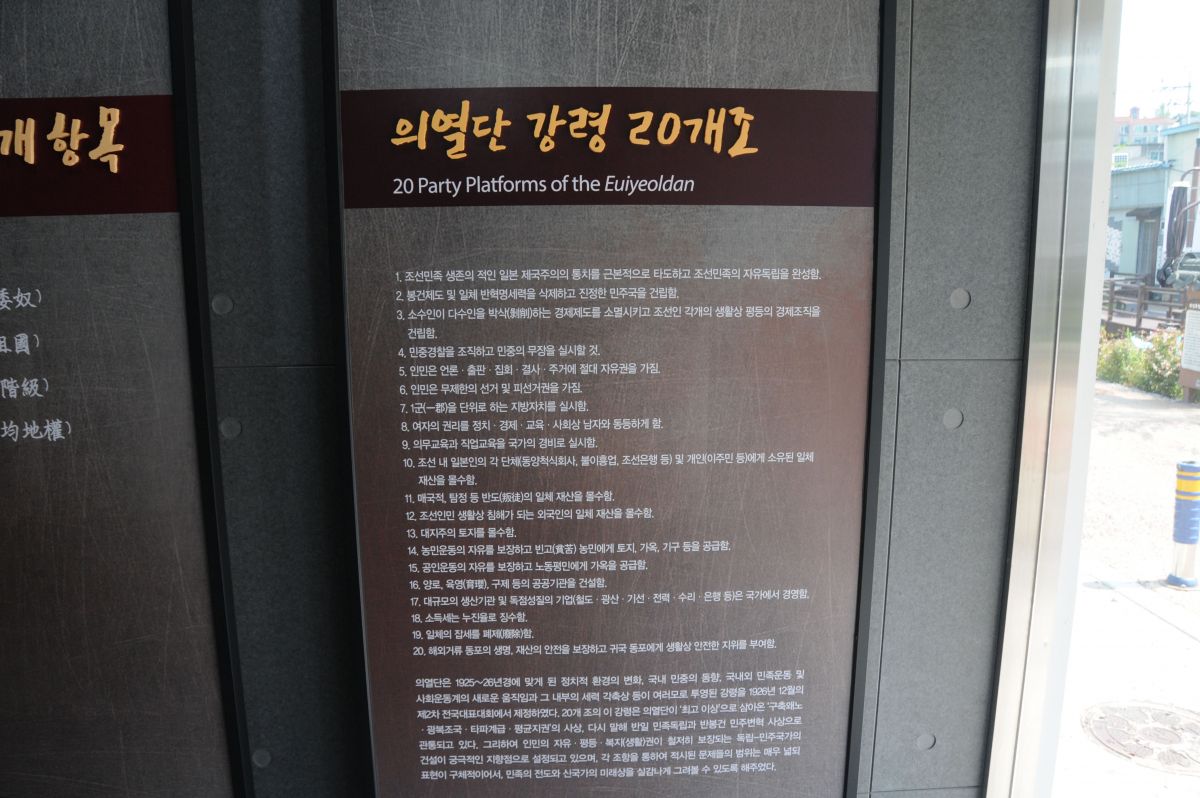 개 항목
倭奴)
祖國)
階級)
均地權)
의열단 강령 20개조
20 Party Platforms of the Euiyeoldan
1. 조선민족 생존의 적인 일본 제국주의의 통치를 근본적으로 타도하고 조선민족의 자유독립을 완성함.
2. 봉건제도 및 일체 반혁명세력을 삭제하고 진정한 민주국을 건립함.
3. 소수인이 다수인을 박식(剝削)하는 경제제도를 소멸시키고 조선인 각개의 생활상 평등의 경제조직을
건립함.
4. 민중경찰을 조직하고 민중의 무장을 실시할 것.
5. 인민은 언론·출판·집회·결사·주거에 절대 자유권을 가짐.
6. 인민은 무제한의 선거 및 피선거권을 가짐.
7. 1군(一郡)을 단위로 하는 지방자치를 실시함.
8. 여자의 권리를 정치·경제·교육·사회상 남자와 동등하게 함.
9. 의무교육과 직업교육을 국가의 경비로 실시함.
10. 조선 내 일본인의 각 단체(동양척식회사, 불이흥업, 조선은행 등) 및 개인(이주민 등)에게 소유된 일체
재산을 몰수함.
11. 매국적, 탐정 등 반도(叛徒)의 일체 재산을 몰수함.
12. 조선인민 생활상 침해가 되는 외국인의 일체 재산을 몰수함.
13. 대지주의 토지를 몰수함.
14. 농민운동의 자유를 보장하고 빈고(貧苦) 농민에게 토지, 가옥, 기구 등을 공급함.
15. 공인운동의 자유를 보장하고 노동평민에게 가옥을 공급함.
16. 양로, 육영(育瓔), 구제 등의 공공기관을 건설함.
17. 대규모의 생산기관 및 독점성질의 기업(철도·광산·기선·전력·수리·은행 등)은 국가에서 경영함.
18. 소득세는 누진율로 징수함.
19. 일체의 잡세를 폐제(廢除)함.
20. 해외거류 동포의 생명, 재산의 안전을 보장하고 귀국 동포에게 생활상 안전한 지위를 부여함.
의열단은 1925~26년경에 맞게 된 정치적 환경의 변화, 국내 민중의 동향, 국내외 민족운동 및
사회운동계의 새로운 움직임과 그 내부의 세력 각축상 등이 여러모로 투영된 강령을 1926년 12월의
제2차 전국대표대회에서 제정하였다. 20개 조의 이 강령은 의열단이 '최고 이상'으로 삼아온 '구축왜노
·광복조국·타파계급·평균지권'의 사상, 다시 말해 반일 민족독립과 반봉건 민주변혁 사상으로
관통되고 있다. 그리하여 인민의 자유·평등·복지(생활)권이 철저히 보장되는 독립-민주국가의
건설이 궁극적인 지향점으로 설정되고 있으며, 각 조항을 통하여 적시된 문제들의 범위는 매우 넓되
표현이 구체적이어서, 민족의 전도와 신국가의 미래상을 실감나게 그려볼 수 있도록 해주었다.